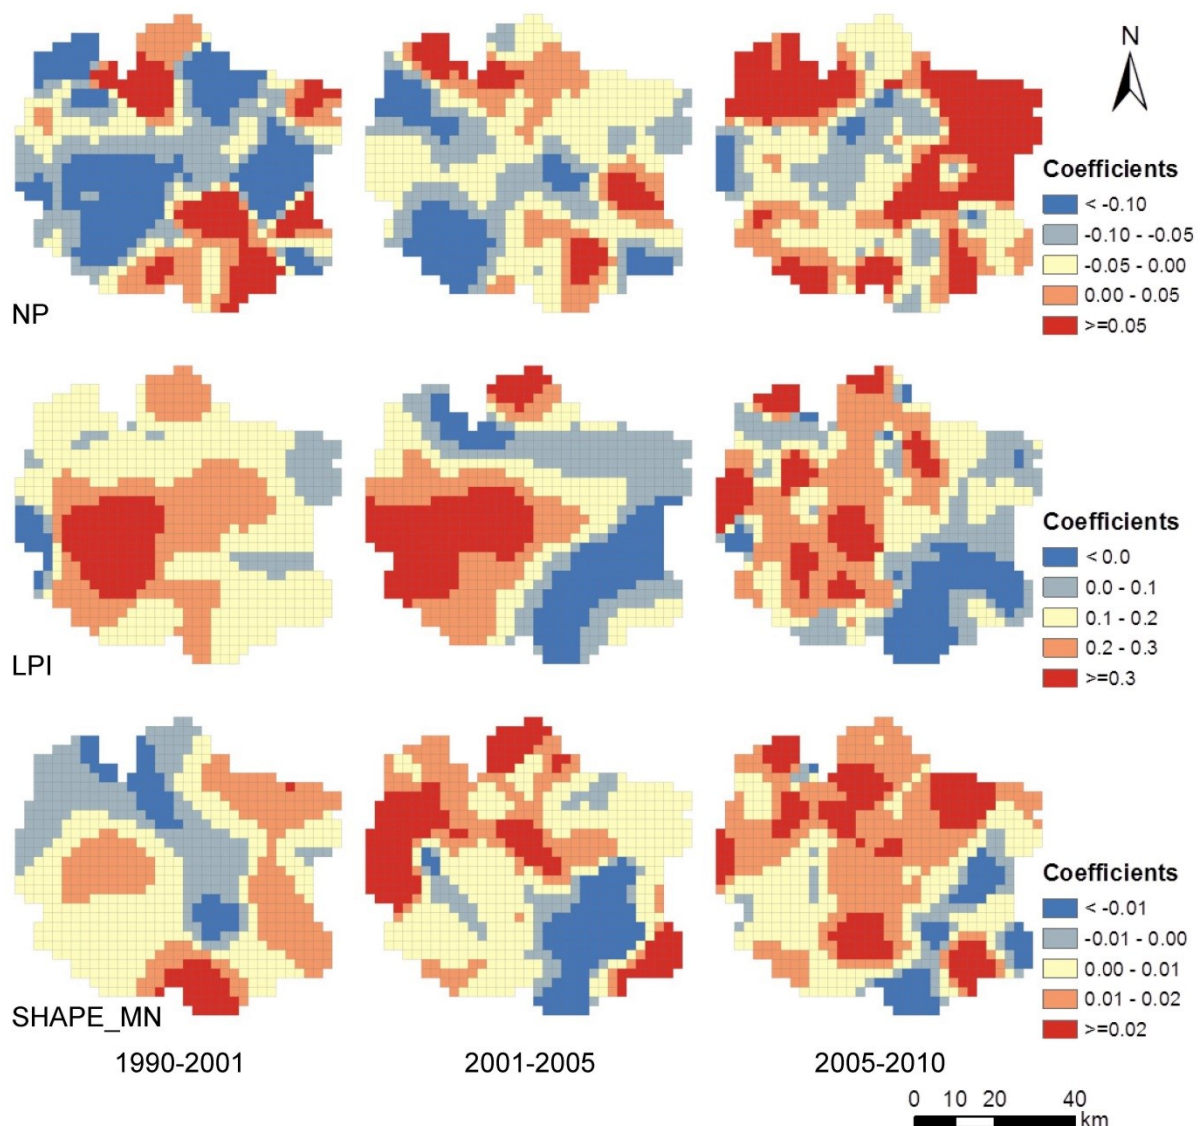 N
Coefficients
< -0.10
-0.10 - -0.05
-0.05 - 0.00
0.00 - 0.05
>=0.05
NP
Coefficients
< 0.0
0.0 - 0.1
0.1 - 0.2
0.2 - 0.3
>=0.3
LPI
Coefficients
< -0.01
-0.01 - 0.00
0.00 - 0.01
0.01 - 0.02
>=0.02
SHAPE_MN
1990-2001 2001-2005 2005-2010
0 10 20 40
km